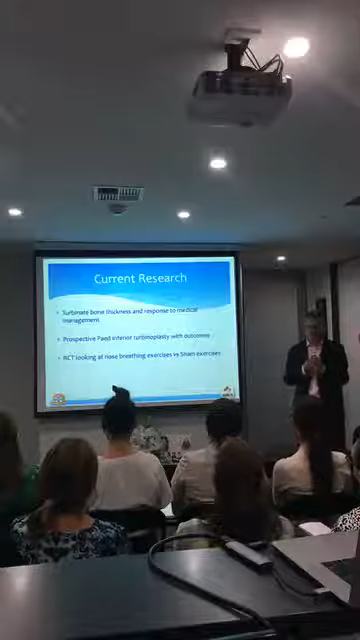 Current Research
Turbinate bone thickness and response to medical
management
Prospective Paed inferior turbinoplasty with outcomes
RCT looking at nose breathing exercises vs Sham exercises